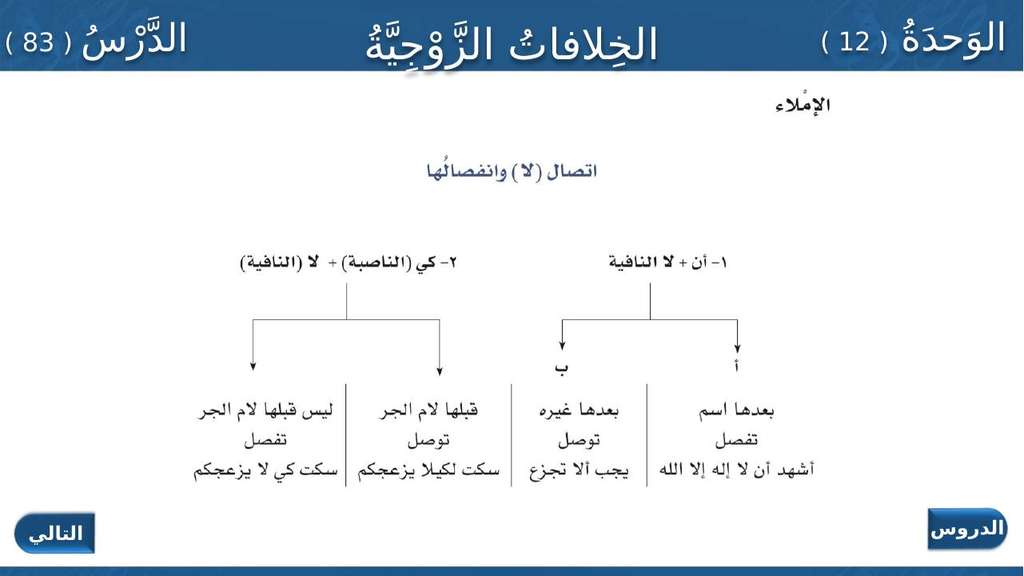 الوَحدَةُ ( 12 )
الخِلافاتُ الزَّوْجِيَّةُ
الدَّرْسُ ( 83 )
الإمْلاء
اتصال (لا) وانفصالُها
١- أن + لا النافية
٢- كي (الناصبة) + لا (النافية)
أ
ب
بعدها اسم
تفصل
أشهد أن لا إله إلا الله
بعدها غيره
توصل
يجب ألا تجزع
قبلها لام الجر
توصل
سكت لكيلا يزعجكم
ليس قبلها لام الجر
تفصل
سكت كي لا يزعجكم
الدروس
التالي